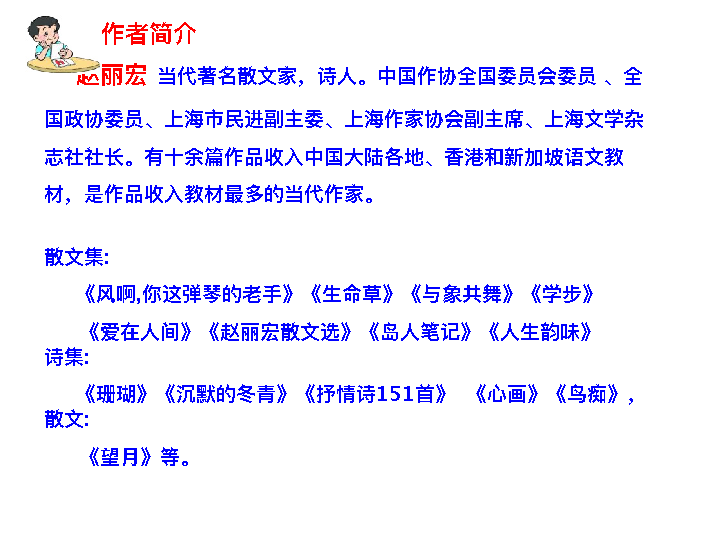 作者简介
赵丽宏 当代著名散文家，诗人。中国作协全国委员会委员 、全
国政协委员、上海市民进副主委、上海作家协会副主席、上海文学杂
志社社长。有十余篇作品收入中国大陆各地、香港和新加坡语文教
材，是作品收入教材最多的当代作家。
散文集:
《风啊,你这弹琴的老手》《生命草》《与象共舞》《学步》
《爱在人间》《赵丽宏散文选》《岛人笔记》《人生韵味》
诗集:
《珊瑚》《沉默的冬青》《抒情诗151首》 《心画》《鸟痴》,
散文:
《望月》等。